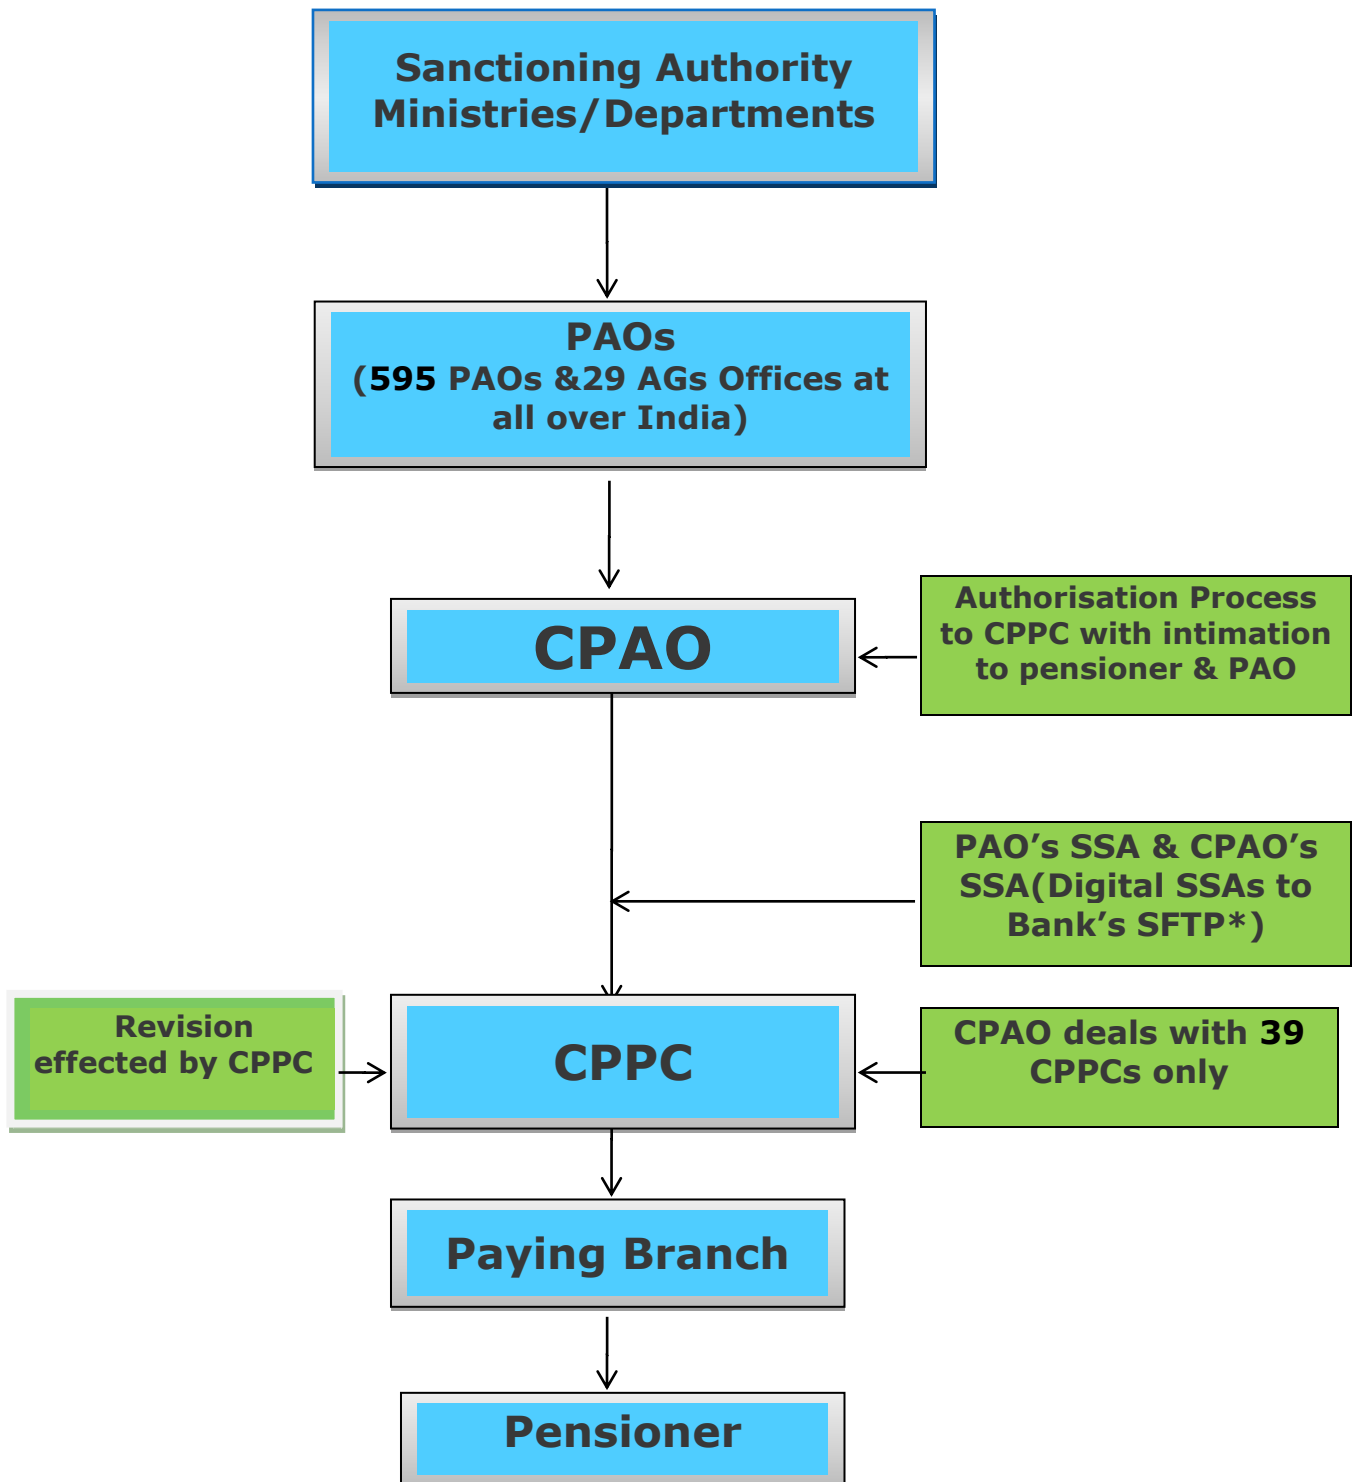 Sanctioning Authority
Ministries/Departments
PAOs
(595 PAOs &29 AGs Offices at
all over India)
CPAO
Authorisation Process
to CPPC with intimation
to pensioner & PAO
PAO’s SSA & CPAO’s
SSA(Digital SSAs to
Bank’s SFTP*)
Revision
effected by CPPC
CPPC
CPAO deals with 39
CPPCs only
Paying Branch
Pensioner